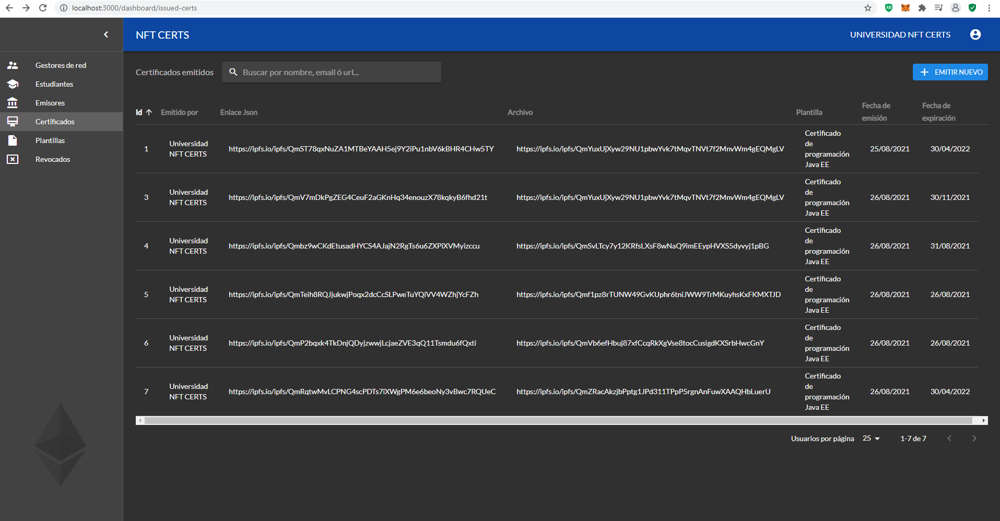 localhost:3000/dashboard/issued-certs
NFT CERTS
UNIVERSIDAD NFT CERTS
Gestores de red
Estudiantes
Emisores
Certificados
Plantillas
Revocados
Certificados emitidos
Buscar por nombre, email ó url...
EMITIR NUEVO
Id Emitido por Enlace Json Archivo Plantilla Fecha de emisión Fecha de expiración
1 Universidad NFT CERTS https://ipfs.io/ipfs/QmST78qxNuZA1MTBeYAAH5ej9Y2iPu1nbV6kBHR4CHw5TY https://ipfs.io/ipfs/QmYuxUjXyw29NU1pbwYvk7tMqvTNVt7f2MnvWm4gEQMgLV Certificado de programación Java EE 25/08/2021 30/04/2022
3 Universidad NFT CERTS https://ipfs.io/ipfs/QmV7mDkPgZEG4CeuF2aGKnHq34enouzX78kqkyB6fhd21t https://ipfs.io/ipfs/QmYuxUjXyw29NU1pbwYvk7tMqvTNVt7f2MnvWm4gEQMgLV Certificado de programación Java EE 26/08/2021 30/11/2021
4 Universidad NFT CERTS https://ipfs.io/ipfs/Qmbz9wCKdEtusadHYCS4AJajN2RgTs6u6ZXPiXVMyizccu https://ipfs.io/ipfs/QmSvLTcy7y12KRfsLXsF8wNaQ9imEEypHVXS5dyvyj1pBG Certificado de programación Java EE 26/08/2021 31/08/2021
5 Universidad NFT CERTS https://ipfs.io/ipfs/QmTeih8RQJjukwjPoqx2dcCcSLPweTuYQiVV4WZhjYcFZh https://ipfs.io/ipfs/Qmf1pz8rTUNW49GvKUphr6tniJWW9TrMKuyhsKxFKMXTJD Certificado de programación Java EE 26/08/2021 26/08/2021
6 Universidad NFT CERTS https://ipfs.io/ipfs/QmP2bqxk4TkDnjQDyjzwwjLcjaeZVE3qQ11Tsmdu6fQxti https://ipfs.io/ipfs/QmVb6efHbuj87xfCcqRkXgVse8tocCusigdKXSrbHwcGnY Certificado de programación Java EE 26/08/2021 26/08/2021
7 Universidad NFT CERTS https://ipfs.io/ipfs/QmRqtwMvLCPNG4scPDTs7iXWgPM6e6beoNy3vBwc7RQUeC https://ipfs.io/ipfs/QmZRacAkzjbPptg1JPd311TPpP5rgnAnFuwXAAQHbLuerU Certificado de programación Java EE 26/08/2021 30/04/2022
Usuarios por página 25 1-7 de 7